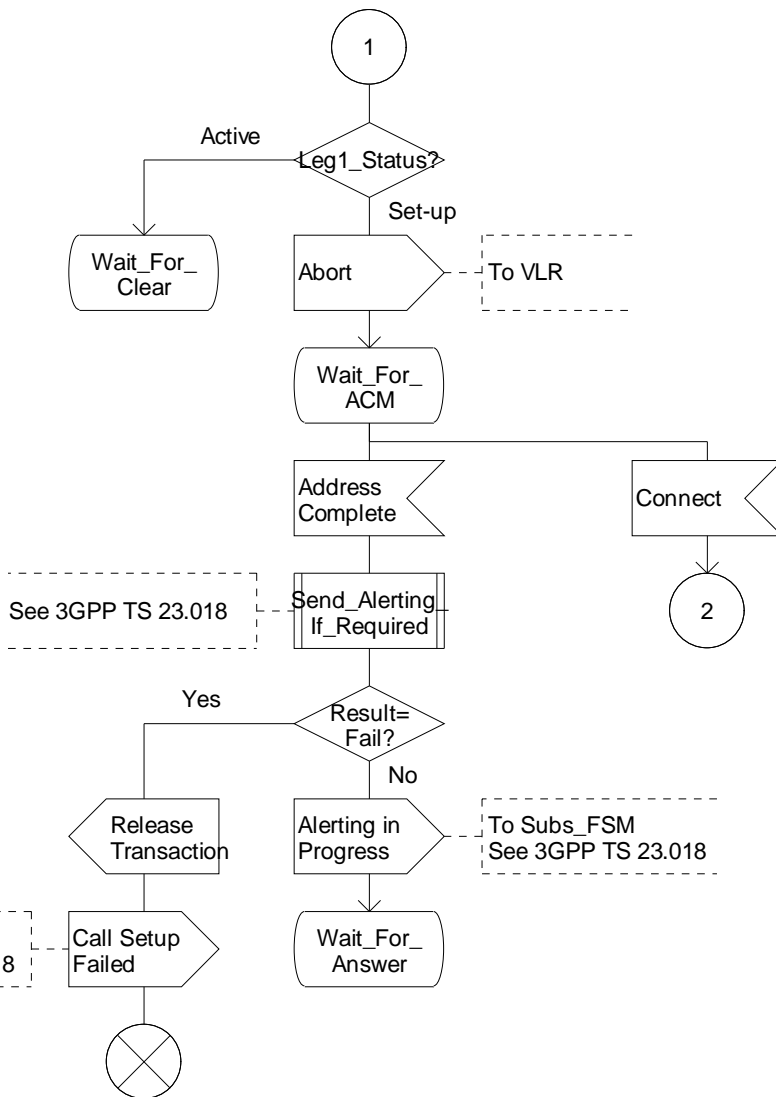 1
Active
Leg1_Status?
Set-up
Wait_For_
Clear
Abort
To VLR
Wait_For_
ACM
Address
Complete
Connect
See 3GPP TS 23.018
Send_Alerting_
If_Required
2
Yes
Result=
Fail?
No
Release
Transaction
Alerting in
Progress
To Subs_FSM
See 3GPP TS 23.018
8
Call Setup
Failed
Wait_For_
Answer